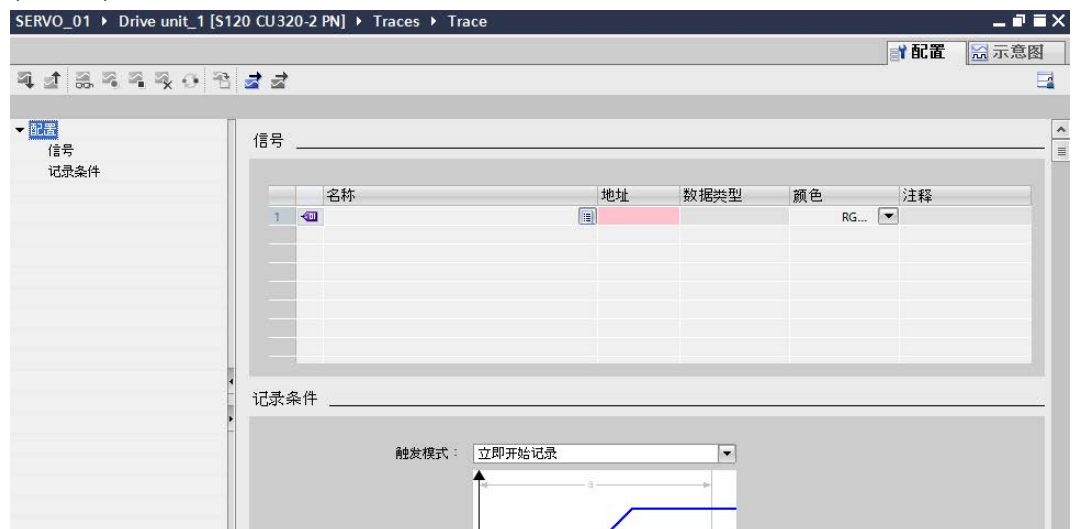 SERVO_01 ▸ Drive unit_1 [S120 CU320-2 PN] ▸ Traces ▸ Trace
配置 示意图
配置
信号
记录条件
信号
名称 地址 数据类型 颜色 注释
1 RG...
记录条件
触发模式： 立即开始记录
a